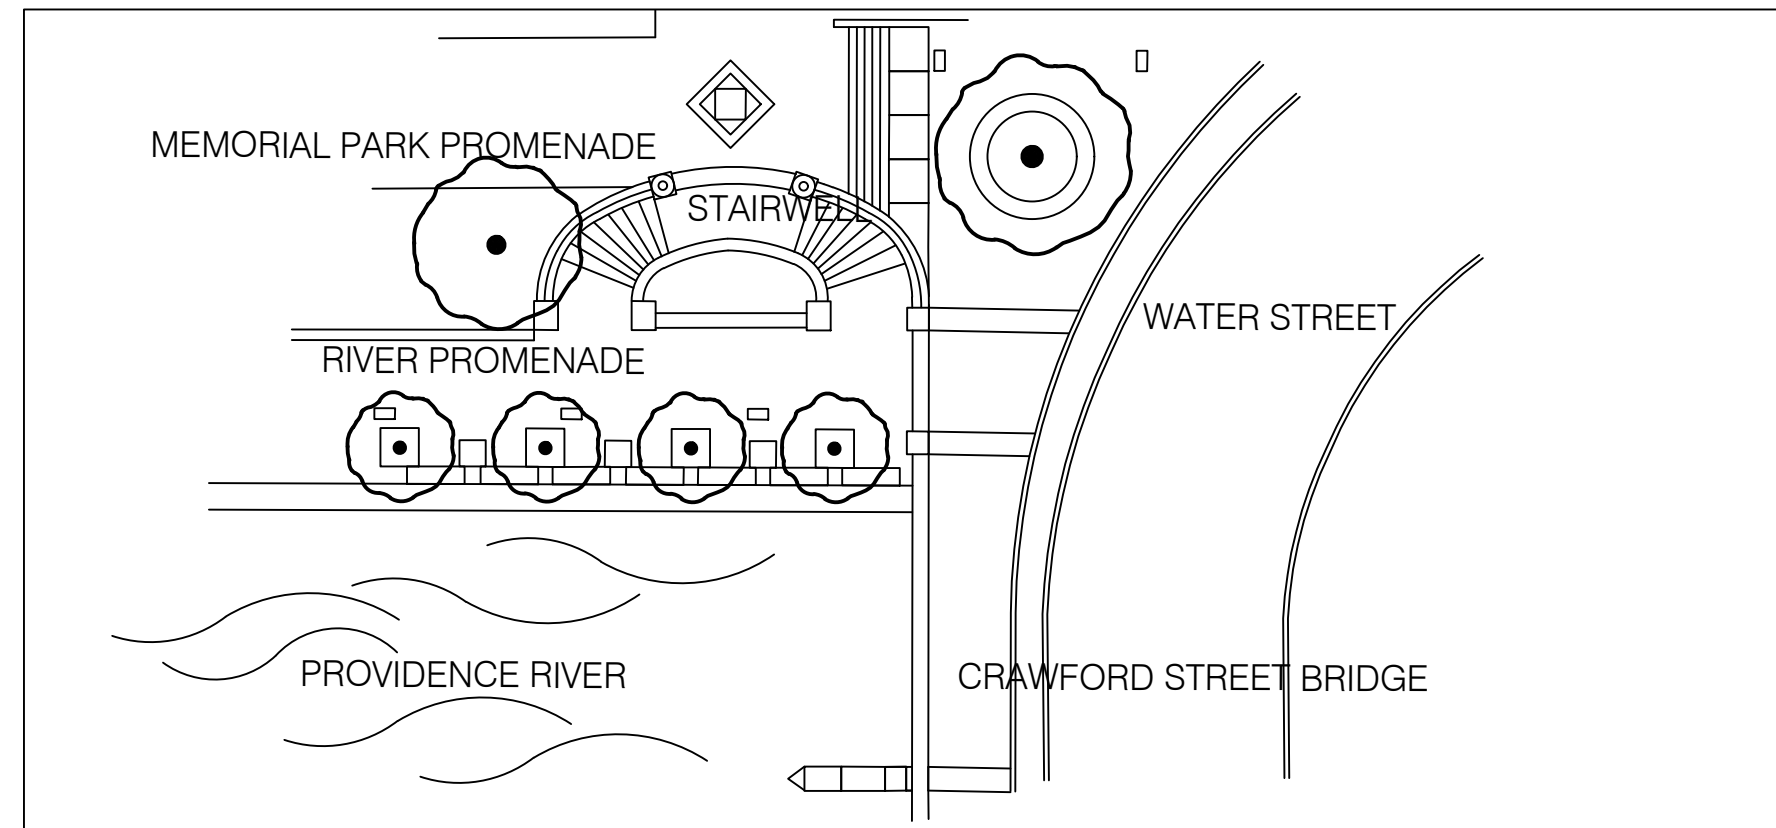 MEMORIAL PARK PROMENADE
STAIRWELL
WATER STREET
RIVER PROMENADE
PROVIDENCE RIVER
CRAWFORD STREET BRIDGE